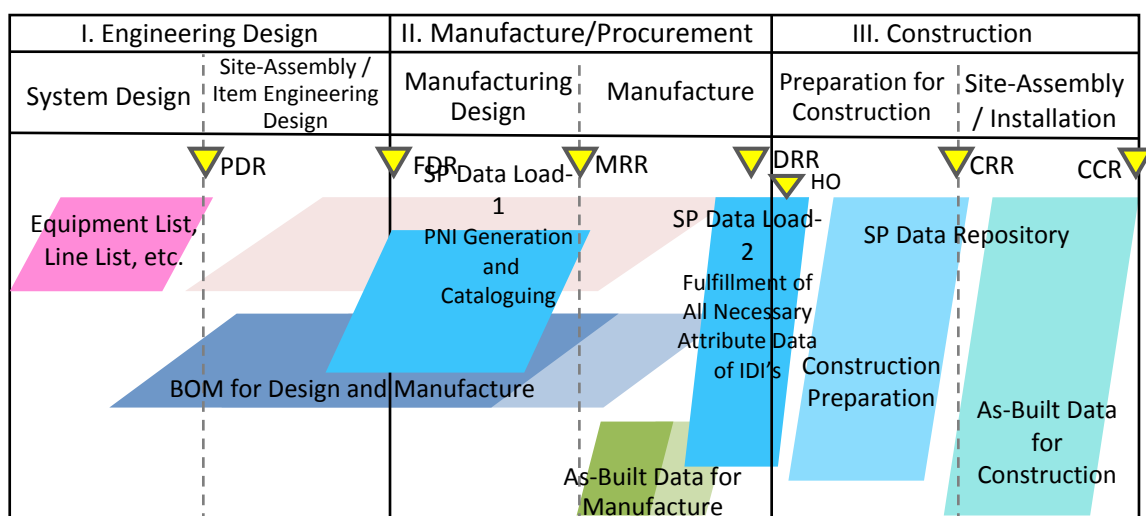 I. Engineering Design
II. Manufacture/Procurement
III. Construction
System Design
Site-Assembly /
Item Engineering
Design
Manufacturing
Design
Manufacture
Preparation for
Construction
Site-Assembly
/ Installation
PDR
FDR
MRR
DRR
HO
CRR
CCR
Equipment List,
Line List, etc.
SP Data Load-
1
PNI Generation
and
Cataloguing
SP Data Load-
2
Fulfillment of
All Necessary
Attribute Data
of IDI's
SP Data Repository
BOM for Design and Manufacture
Construction
Preparation
As-Built Data for
Manufacture
As-Built Data
for
Construction